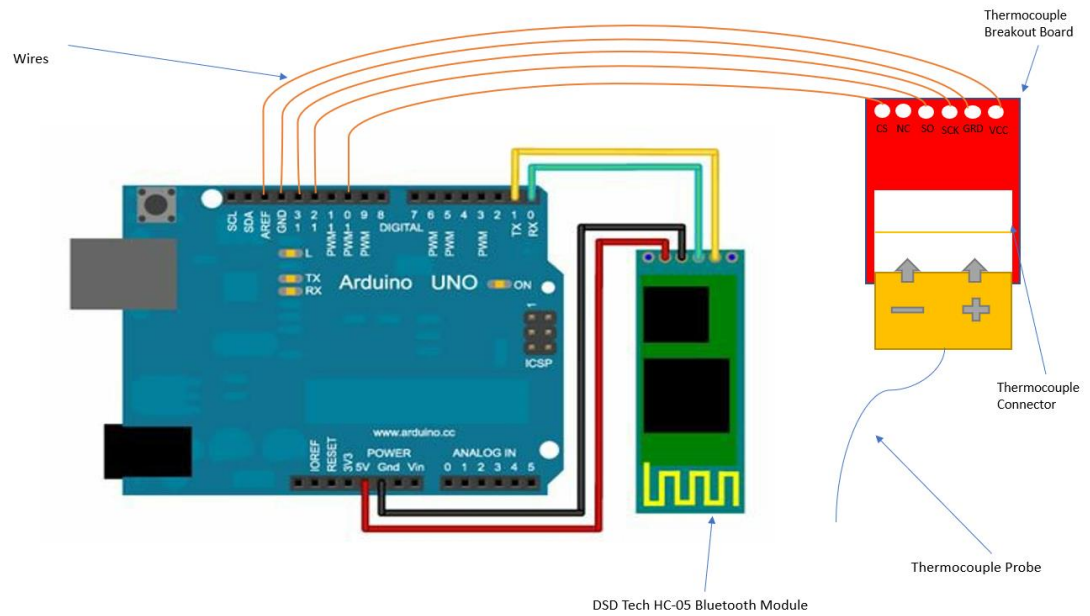 Thermocouple
Breakout Board
Wires
CS NC SO SCK GRD VCC
SCL
SDA
AREF
GND
13
12
PWM 11
PWM 10
PWM 9
8
DIGITAL
7
PWM 6
PWM 5
4
PWM 3
2
TX 1
RX 0
L
TX
RX
Arduino UNO
ON
1
ICSP
www.arduino.cc
POWER
ANALOG IN
IOREF
RESET
3V3
5V
Gnd
Vin
0 1 2 3 4 5
Thermocouple
Connector
Thermocouple Probe
DSD Tech HC-05 Bluetooth Module